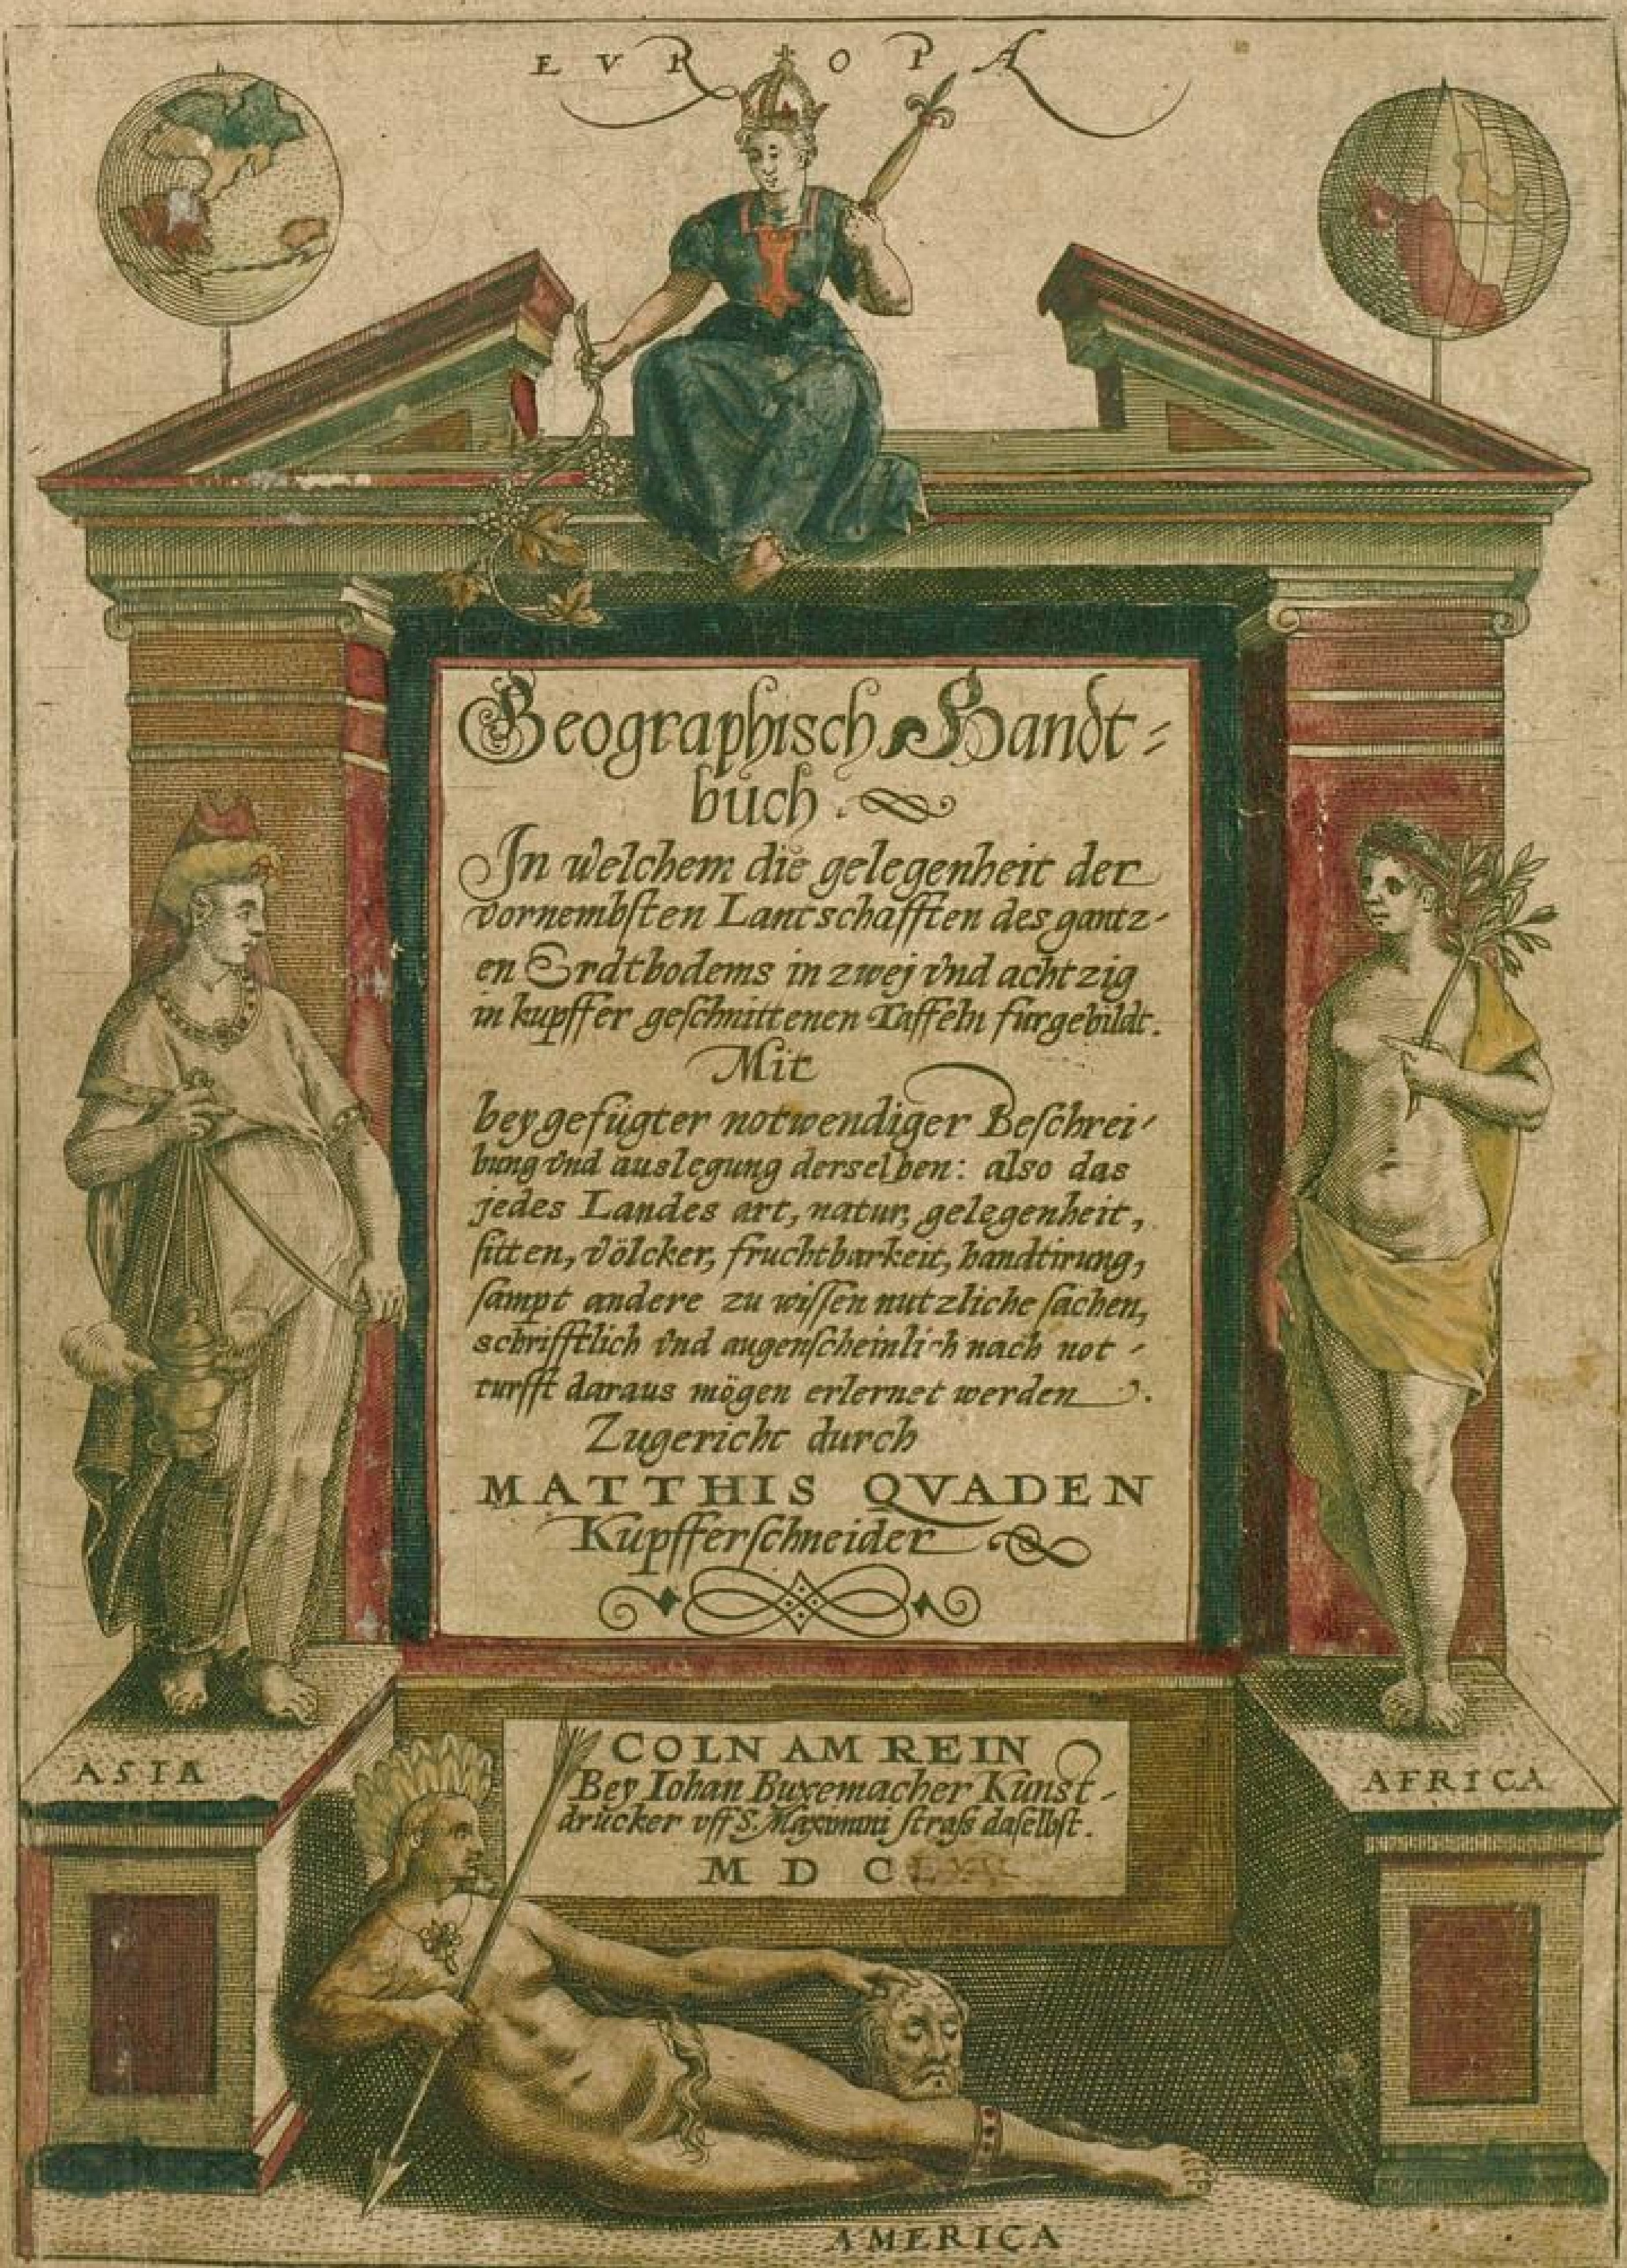 EVROPA
Geographisch Handt-
buch.
In welchem die gelegenheit der
vornembsten Lantschafften des gantz-
en Erdtbodems in zwej vnd achtzig
in kupffer geschnittenen Taffeln fürgebildt.
Mit
beygefügter notwendiger Beschrei-
bung vnd auslegung derselben: also das
jedes Landes art, natur, gelegenheit,
sitten, völcker, fruchtbarkeit, handtirung,
sampt andere zu wissen nutzliche sachen,
schrifftlich vnd augenscheinlich nach not-
turfft daraus mögen erlernet werden.
Zugericht durch
MATTHIS QVADEN
Kupfferschneider
COLN AM REIN
Bey Iohan Buxemacher Kunst-
drucker vff S. Maximini strass daselbst.
M D C
ASIA
AFRICA
AMERICA